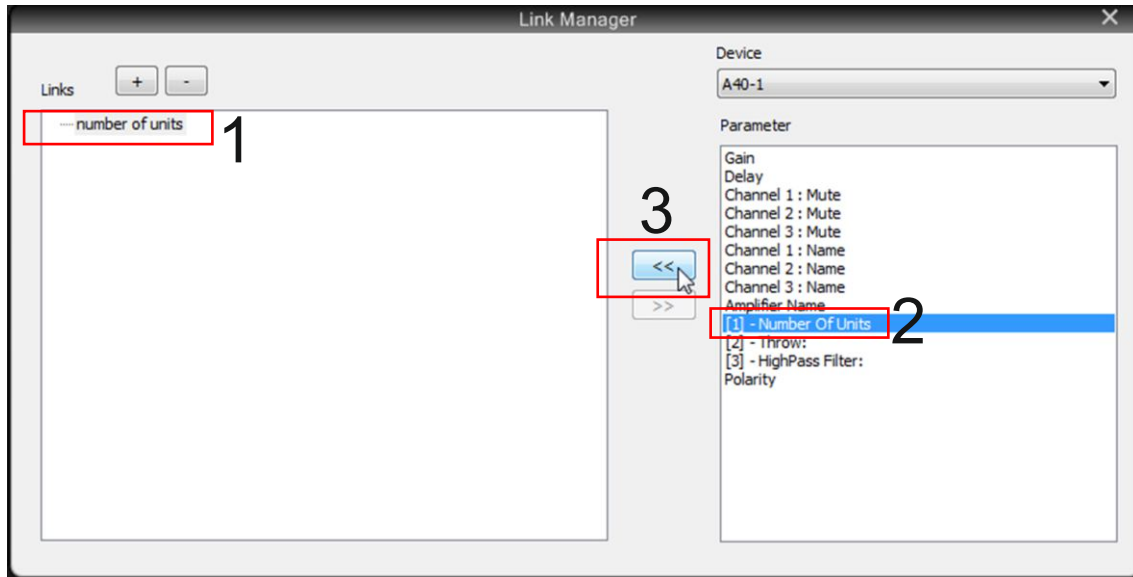 Link Manager
Links
+
-
number of units
1
3
<<
>>
Device
A40-1
Parameter
Gain
Delay
Channel 1 : Mute
Channel 2 : Mute
Channel 3 : Mute
Channel 1 : Name
Channel 2 : Name
Channel 3 : Name
Amplifier Name
[1] - Number Of Units
2
[2] - Throw:
[3] - HighPass Filter:
Polarity